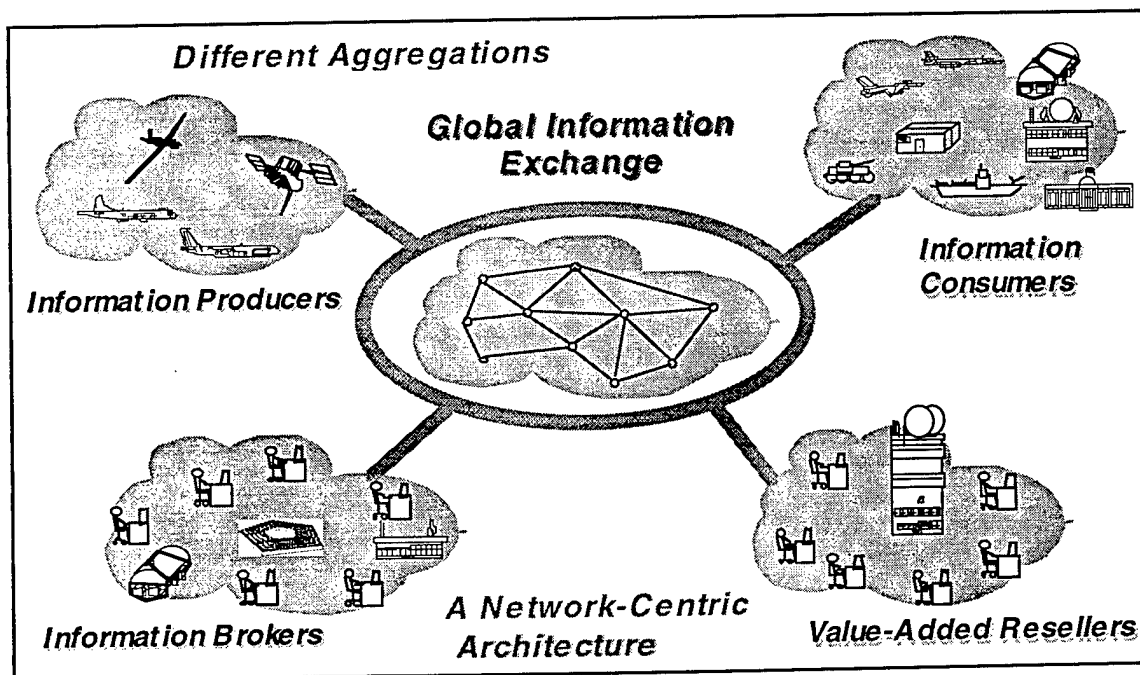 Different Aggregations
Global Information
Exchange
Information Producers
Information
Consumers
Information Brokers
A Network-Centric
Architecture
Value-Added Resellers